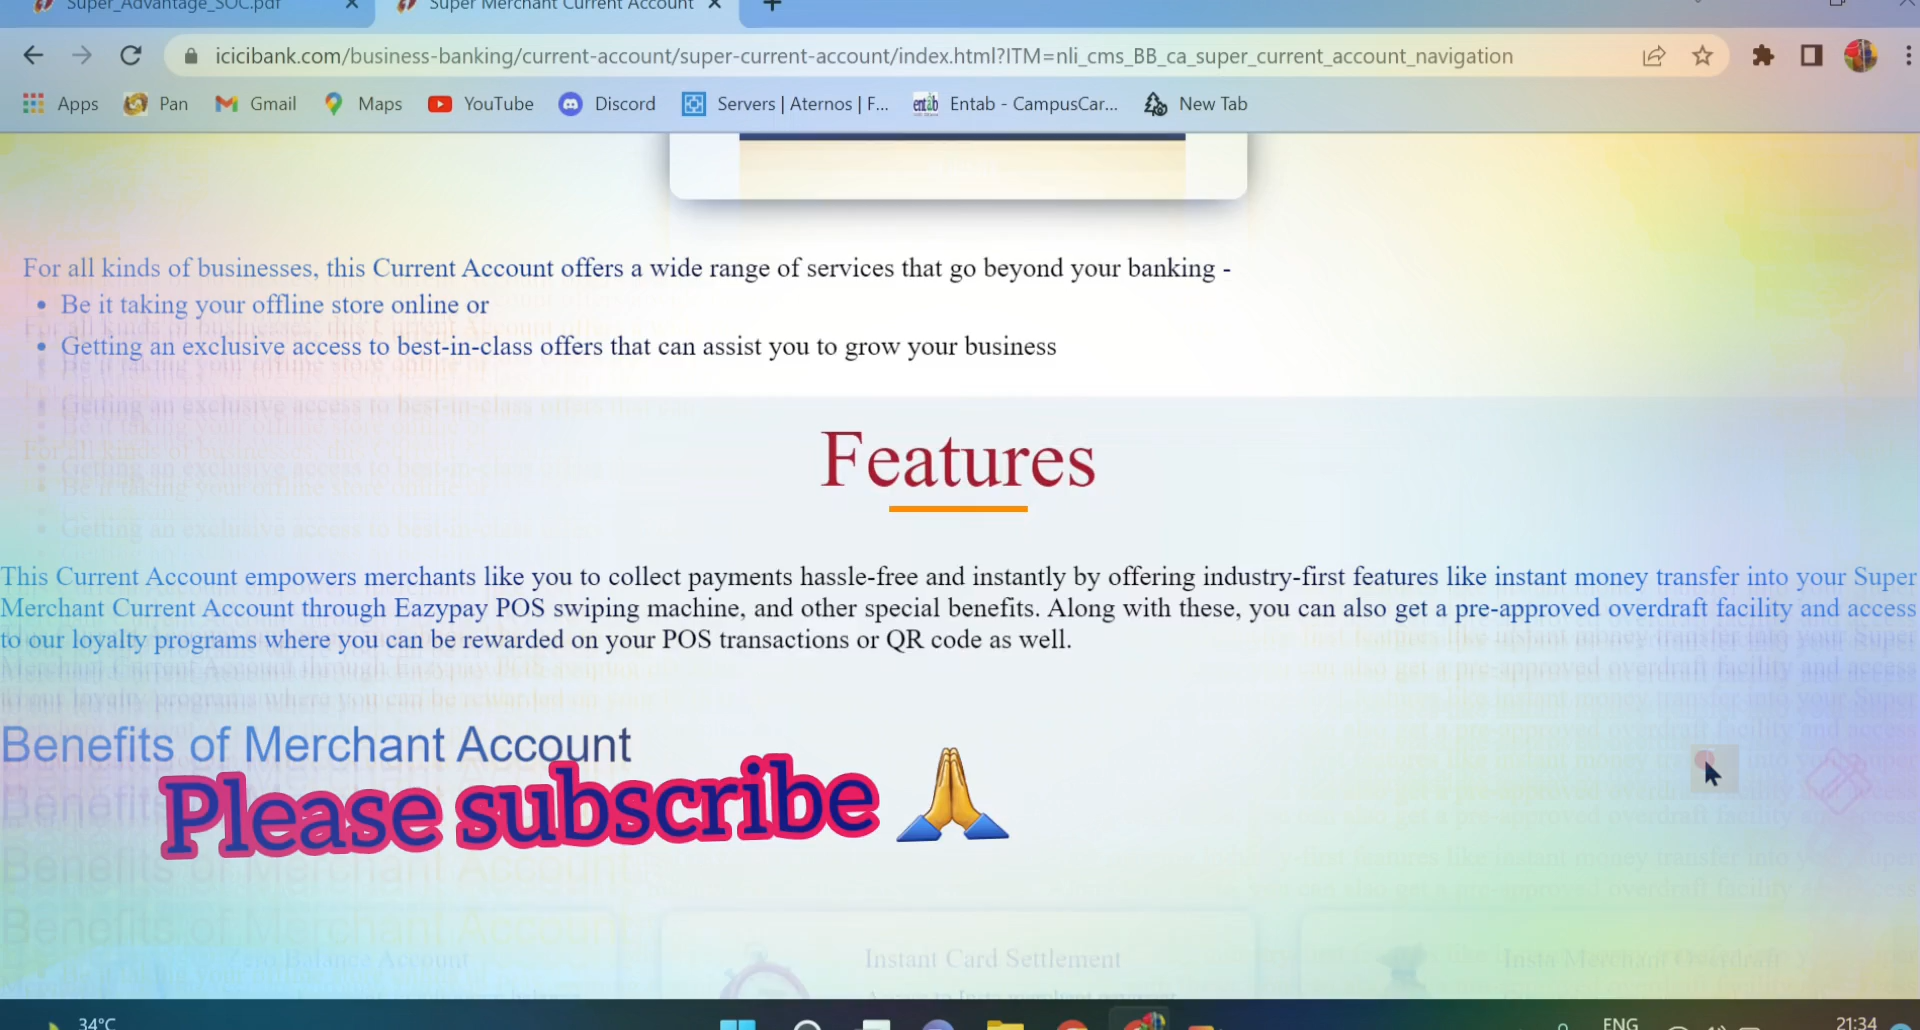 Super_Advantage_SOC.pdf
Super Merchant Current Account
icicibank.com/business-banking/current-account/super-current-account/index.html?ITM=nli_cms_BB_ca_super_current_account_navigation
Apps Pan Gmail Maps YouTube Discord Servers | Aternos | F... Entab - CampusCar... New Tab
For all kinds of businesses, this Current Account offers a wide range of services that go beyond your banking -
• Be it taking your offline store online or
• Getting an exclusive access to best-in-class offers that can assist you to grow your business
Features
This Current Account empowers merchants like you to collect payments hassle-free and instantly by offering industry-first features like instant money transfer into your Super
Merchant Current Account through Eazypay POS swiping machine, and other special benefits. Along with these, you can also get a pre-approved overdraft facility and access
to our loyalty programs where you can be rewarded on your POS transactions or QR code as well.
Benefits of Merchant Account
Please subscribe 🙏
Zero Balance Account
Instant Card Settlement
Insta Merchant Overdraft
34°C
ENG
21:34